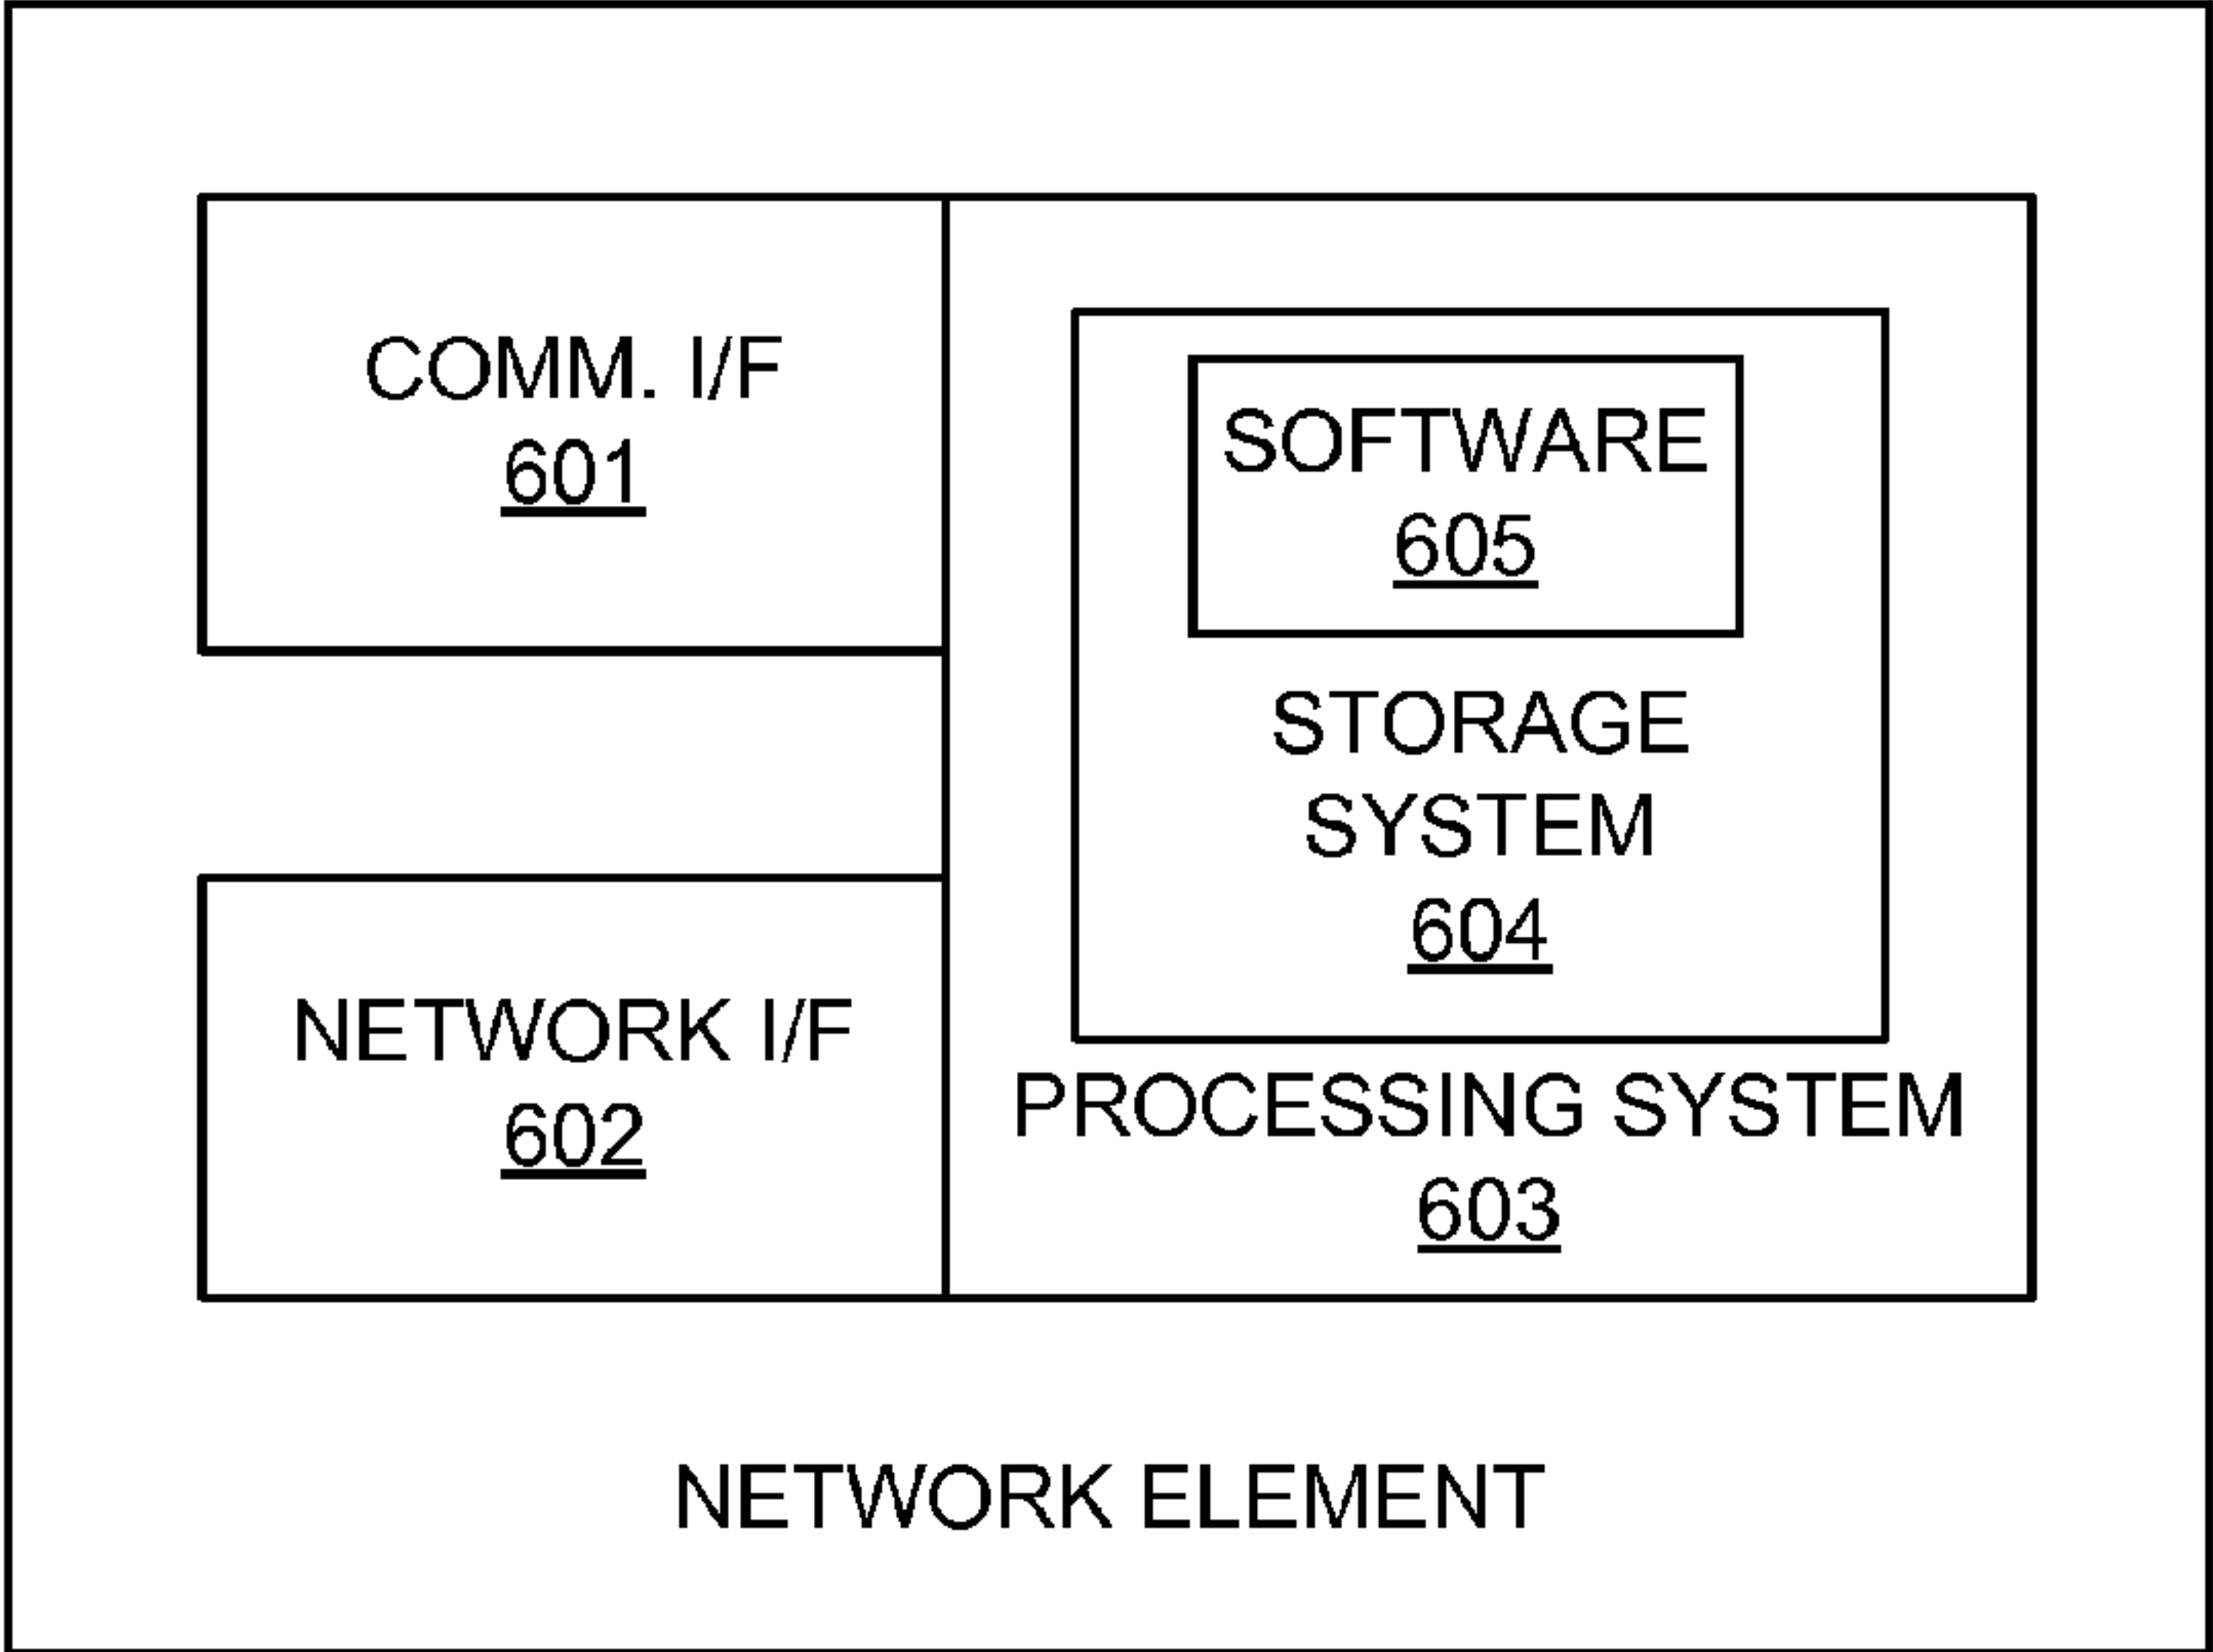 COMM. I/F
601
NETWORK I/F
602
SOFTWARE
605
STORAGE
SYSTEM
604
PROCESSING SYSTEM
603
NETWORK ELEMENT